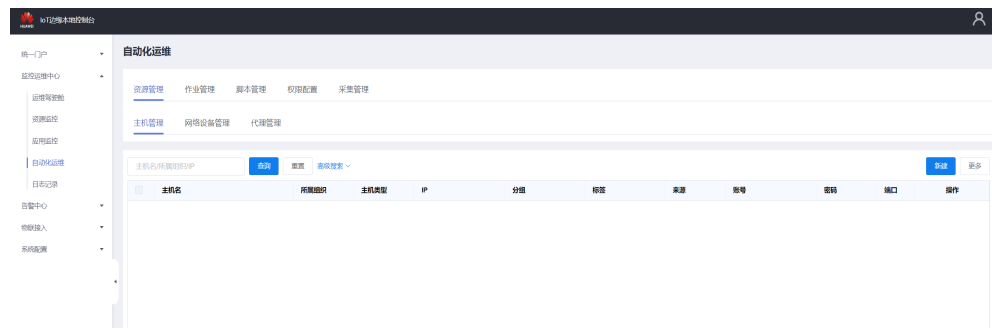 HUAWEI IoT边缘本地控制台
统一门户
监控运维中心
运维驾驶舱
资源监控
应用监控
自动化运维
日志记录
告警中心
物联接入
系统配置
自动化运维
资源管理 作业管理 脚本管理 权限配置 采集管理
主机管理 网络设备管理 代理管理
主机名/所属组织/IP 查询 重置 高级搜索 新建 更多
主机名 所属组织 主机类型 IP 分组 标签 来源 账号 密码 端口 操作